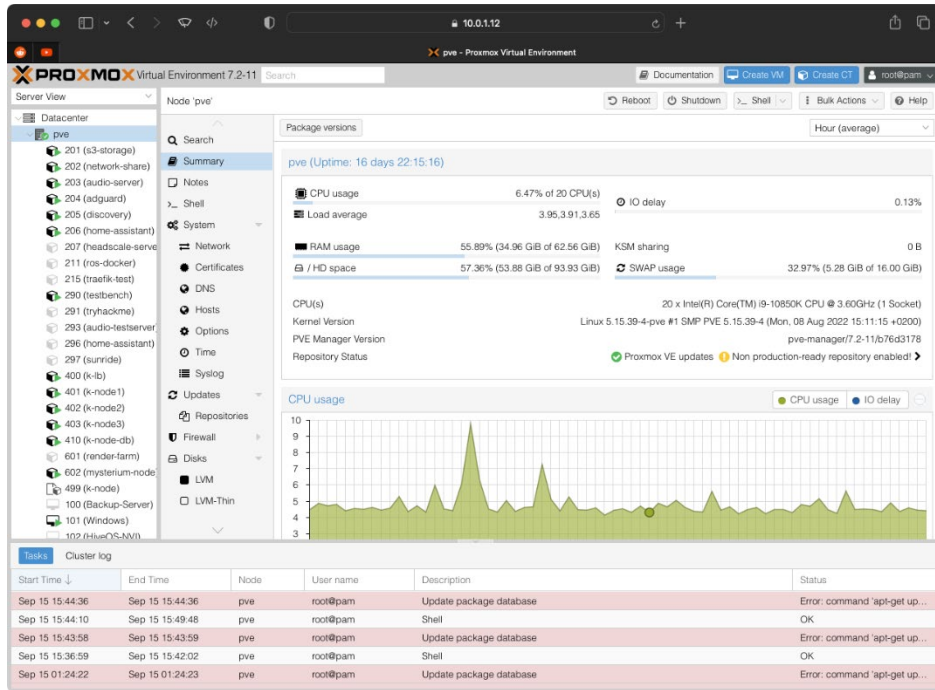 10.0.1.12
pve - Proxmox Virtual Environment
PROXMOX Virtual Environment 7.2-11 Search Documentation Create VM Create CT root@pam
Server View
Node 'pve' Reboot Shutdown Shell Bulk Actions Help
Datacenter
pve
201 (s3-storage)
202 (network-share)
203 (audio-server)
204 (adguard)
205 (discovery)
206 (home-assistant)
207 (headscale-serve
211 (ros-docker)
215 (traefik-test)
290 (testbench)
291 (tryhackme)
293 (audio-testserver
296 (home-assistant)
297 (sunride)
400 (k-lb)
401 (k-node1)
402 (k-node2)
403 (k-node3)
410 (k-node-db)
601 (render-farm)
602 (mysterium-node
499 (k-node)
100 (Backup-Server)
101 (Windows)
102 (HiveOS-NVI)
Search
Summary
Notes
Shell
System
Network
Certificates
DNS
Hosts
Options
Time
Syslog
Updates
Repositories
Firewall
Disks
LVM
LVM-Thin
Package versions Hour (average)
pve (Uptime: 16 days 22:15:16)
CPU usage 6.47% of 20 CPU(s)
IO delay 0.13%
Load average 3.95,3.91,3.65
RAM usage 55.89% (34.96 GiB of 62.56 GiB)
KSM sharing 0 B
/ HD space 57.36% (53.88 GiB of 93.93 GiB)
SWAP usage 32.97% (5.28 GiB of 16.00 GiB)
CPU(s) 20 x Intel(R) Core(TM) i9-10850K CPU @ 3.60GHz (1 Socket)
Kernel Version Linux 5.15.39-4-pve #1 SMP PVE 5.15.39-4 (Mon, 08 Aug 2022 15:11:15 +0200)
PVE Manager Version pve-manager/7.2-11/b76d3178
Repository Status Proxmox VE updates Non production-ready repository enabled!
CPU usage CPU usage IO delay
10
9
8
7
6
5
4
3
Tasks Cluster log
Start Time End Time Node User name Description Status
Sep 15 15:44:36 Sep 15 15:44:36 pve root@pam Update package database Error: command 'apt-get up...
Sep 15 15:44:10 Sep 15 15:49:48 pve root@pam Shell OK
Sep 15 15:43:58 Sep 15 15:43:59 pve root@pam Update package database Error: command 'apt-get up...
Sep 15 15:36:59 Sep 15 15:42:02 pve root@pam Shell OK
Sep 15 01:24:22 Sep 15 01:24:23 pve root@pam Update package database Error: command 'apt-get up...